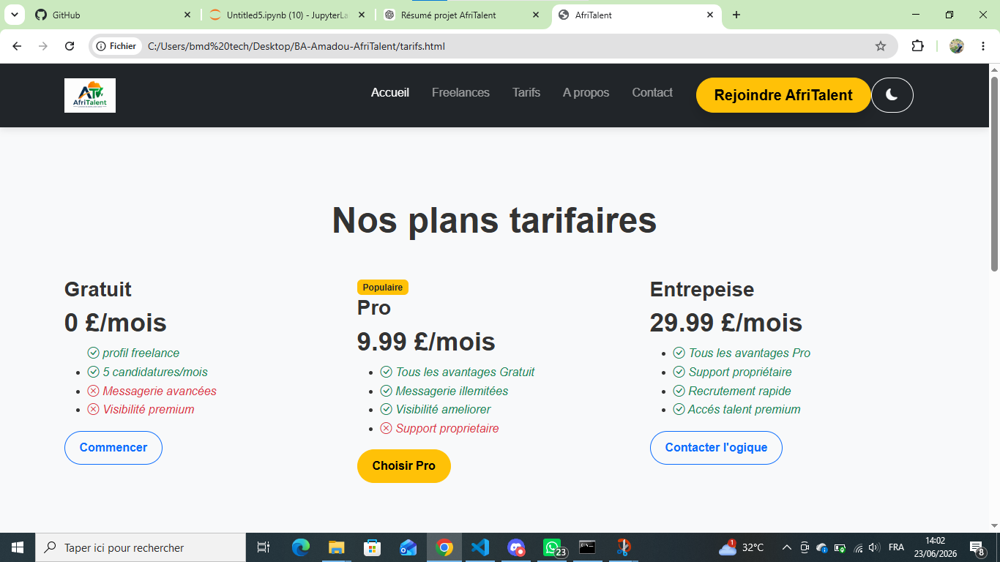 GitHub
Untitled5.ipynb (10) - JupyterLa
Résumé projet AfriTalent
AfriTalent
Fichier
C:/Users/bmd%20tech/Desktop/BA-Amadou-AfriTalent/tarifs.html
AfriTalent
Accueil
Freelances
Tarifs
A propos
Contact
Rejoindre AfriTalent
Nos plans tarifaires
Gratuit
0 £/mois
profil freelance
5 candidatures/mois
Messagerie avancées
Visibilité premium
Commencer
Populaire
Pro
9.99 £/mois
Tous les avantages Gratuit
Messagerie illemitées
Visibilité ameliorer
Support proprietaire
Choisir Pro
Entrepeise
29.99 £/mois
Tous les avantages Pro
Support propriétaire
Recrutement rapide
Accés talent premium
Contacter l'ogique
Taper ici pour rechercher
23
1
32°C
FRA
14:02
23/06/2026
8